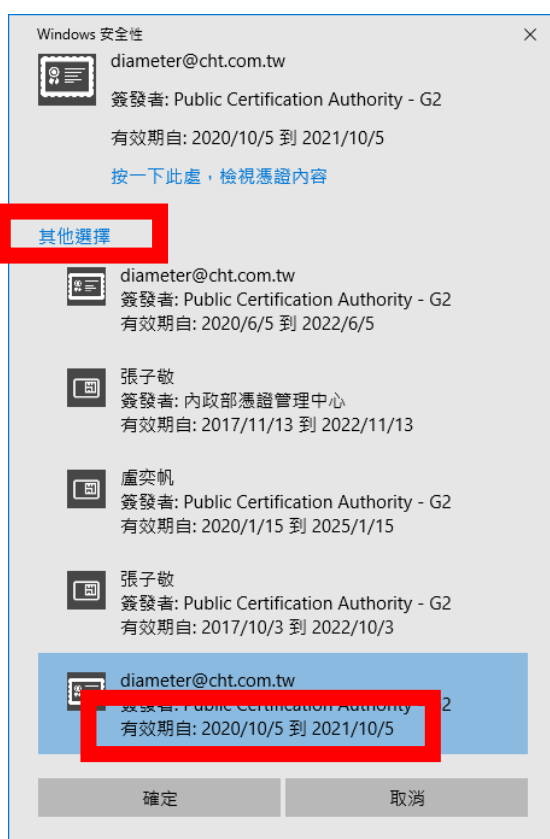 Windows 安全性
diameter@cht.com.tw
簽發者: Public Certification Authority - G2
有效期自: 2020/10/5 到 2021/10/5
按一下此處，檢視憑證內容
其他選擇
diameter@cht.com.tw
簽發者: Public Certification Authority - G2
有效期自: 2020/6/5 到 2022/6/5
張子敬
簽發者: 內政部憑證管理中心
有效期自: 2017/11/13 到 2022/11/13
盧奕帆
簽發者: Public Certification Authority - G2
有效期自: 2020/1/15 到 2025/1/15
張子敬
簽發者: Public Certification Authority - G2
有效期自: 2017/10/3 到 2022/10/3
diameter@cht.com.tw
簽發者: Public Certification Authority - G2
有效期自: 2020/10/5 到 2021/10/5
確定
取消